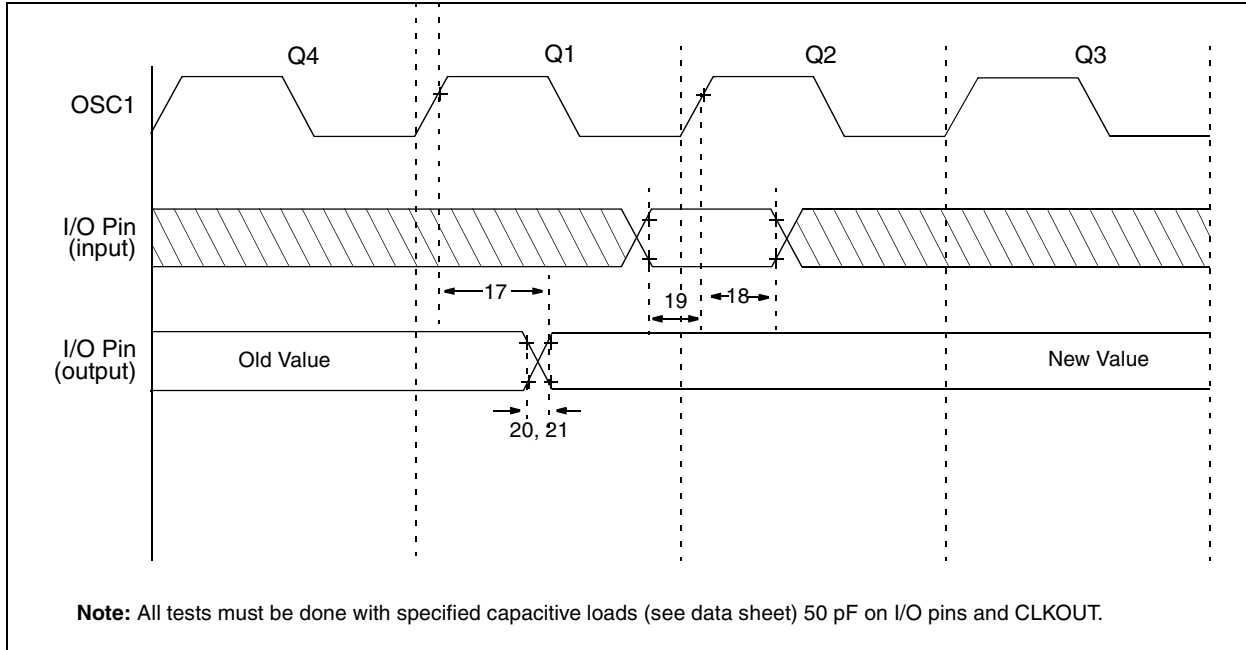 Q4 Q1 Q2 Q3
OSC1
I/O Pin
(input)
17 19 18
I/O Pin
(output)
Old Value New Value
20, 21
Note: All tests must be done with specified capacitive loads (see data sheet) 50 pF on I/O pins and CLKOUT.